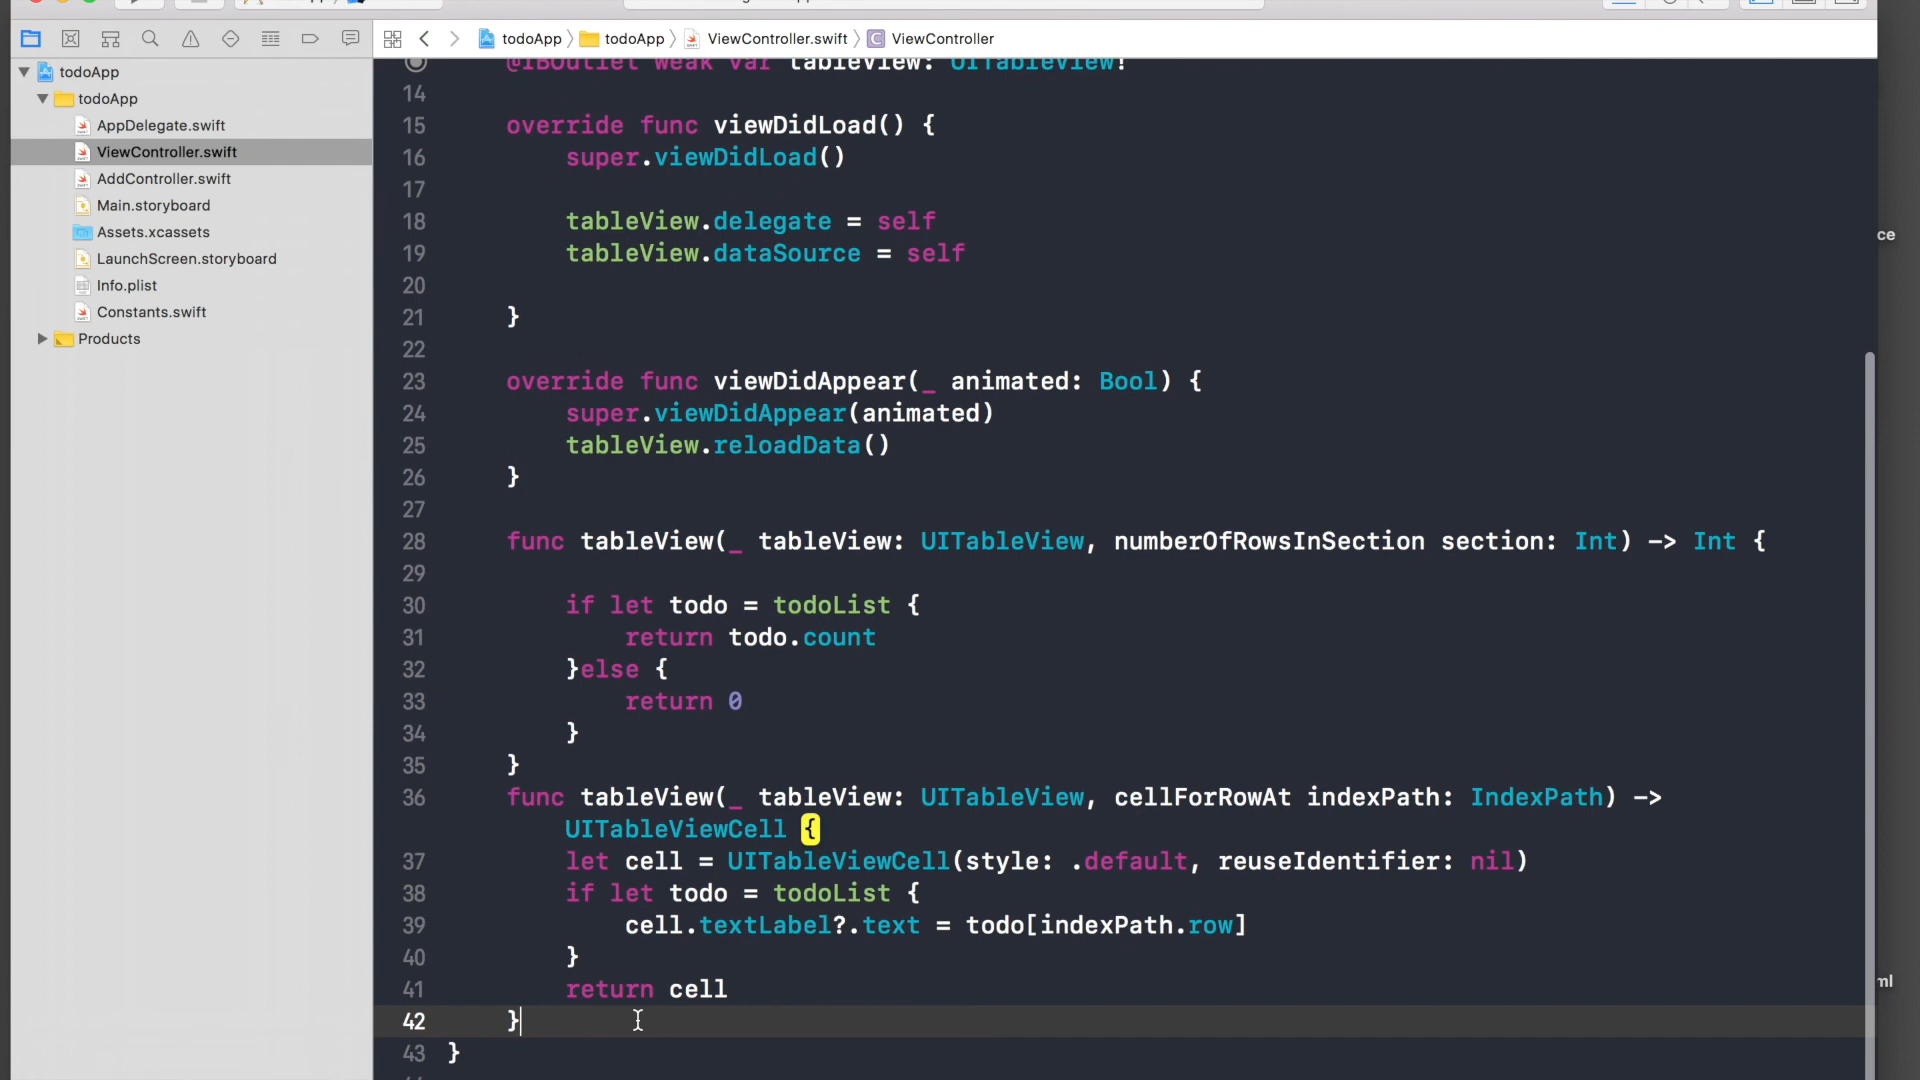 todoApp > todoApp > ViewController.swift > C ViewController
todoApp
todoApp
AppDelegate.swift
ViewController.swift
AddController.swift
Main.storyboard
Assets.xcassets
LaunchScreen.storyboard
Info.plist
Constants.swift
Products
@IBOutlet weak var tableView: UITableView!
14
15 override func viewDidLoad() {
16 super.viewDidLoad()
17
18 tableView.delegate = self
19 tableView.dataSource = self
20
21 }
22
23 override func viewDidAppear(_ animated: Bool) {
24 super.viewDidAppear(animated)
25 tableView.reloadData()
26 }
27
28 func tableView(_ tableView: UITableView, numberOfRowsInSection section: Int) -> Int {
29
30 if let todo = todoList {
31 return todo.count
32 }else {
33 return 0
34 }
35 }
36 func tableView(_ tableView: UITableView, cellForRowAt indexPath: IndexPath) ->
UITableViewCell {
37 let cell = UITableViewCell(style: .default, reuseIdentifier: nil)
38 if let todo = todoList {
39 cell.textLabel?.text = todo[indexPath.row]
40 }
41 return cell
42 }
43 }
ce
ml